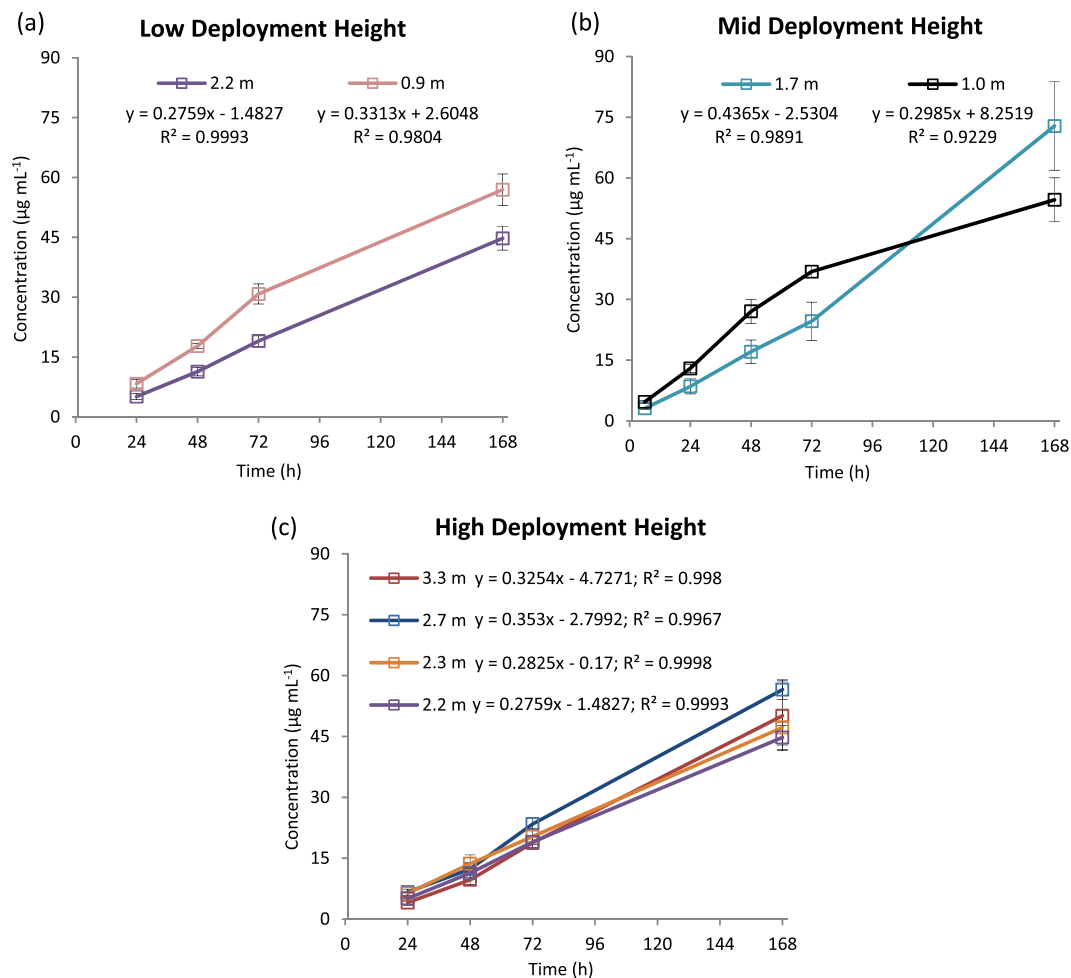 (a)
Low Deployment Height
2.2 m
0.9 m
y = 0.2759x - 1.4827
R² = 0.9993
y = 0.3313x + 2.6048
R² = 0.9804
Concentration (µg mL⁻¹)
90
75
60
45
30
15
0
0 24 48 72 96 120 144 168
Time (h)
(b)
Mid Deployment Height
1.7 m
1.0 m
y = 0.4365x - 2.5304
R² = 0.9891
y = 0.2985x + 8.2519
R² = 0.9229
Concentration (µg mL⁻¹)
90
75
60
45
30
15
0
0 24 48 72 96 120 144 168
Time (h)
(c)
High Deployment Height
3.3 m y = 0.3254x - 4.7271; R² = 0.998
2.7 m y = 0.353x - 2.7992; R² = 0.9967
2.3 m y = 0.2825x - 0.17; R² = 0.9998
2.2 m y = 0.2759x - 1.4827; R² = 0.9993
Concentration (µg mL⁻¹)
90
75
60
45
30
15
0
0 24 48 72 96 120 144 168
Time (h)